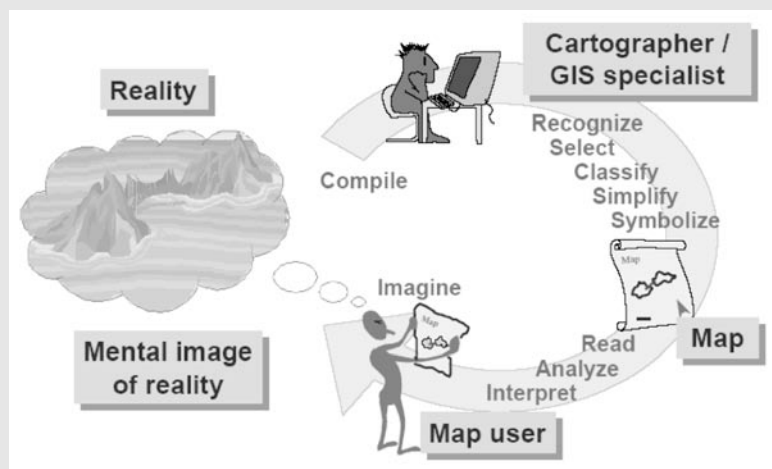 Reality
Cartographer /
GIS specialist
Compile
Recognize
Select
Classify
Simplify
Symbolize
Map
Map
Read
Analyze
Interpret
Map user
Map
Imagine
Mental image
of reality